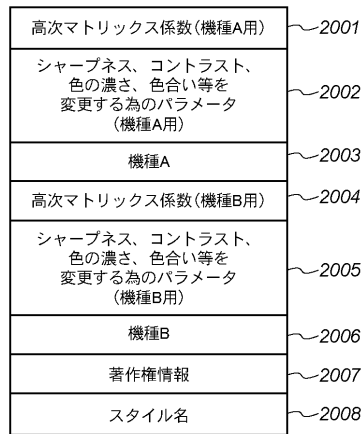 高次マトリックス係数(機種A用)
2001
シャープネス、コントラスト、
色の濃さ、色合い等を
変更する為のパラメータ
(機種A用)
2002
機種A
2003
高次マトリックス係数(機種B用)
2004
シャープネス、コントラスト、
色の濃さ、色合い等を
変更する為のパラメータ
(機種B用)
2005
機種B
2006
著作権情報
2007
スタイル名
2008